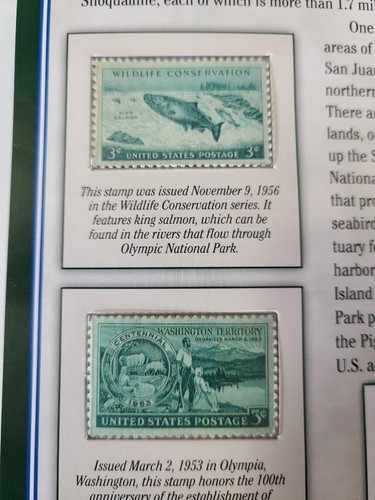 Snoqualmie, each of which is more than 1.7 mi
WILDLIFE CONSERVATION
KING
SALMON
3¢ 3¢
UNITED STATES POSTAGE
This stamp was issued November 9, 1956
in the Wildlife Conservation series. It
features king salmon, which can be
found in the rivers that flow through
Olympic National Park.
CENTENNIAL
WASHINGTON TERRITORY
ORGANIZED MARCH 2, 1853
1953
UNITED STATES POSTAGE 3¢
Issued March 2, 1953 in Olympia,
Washington, this stamp honors the 100th
anniversary of the establishment of
One
areas of
San Juan
northern
There a
lands, o
up the S
Nationa
that pro
seabird
tuary fo
harbor
Island
Park p
the Pi
U.S. a